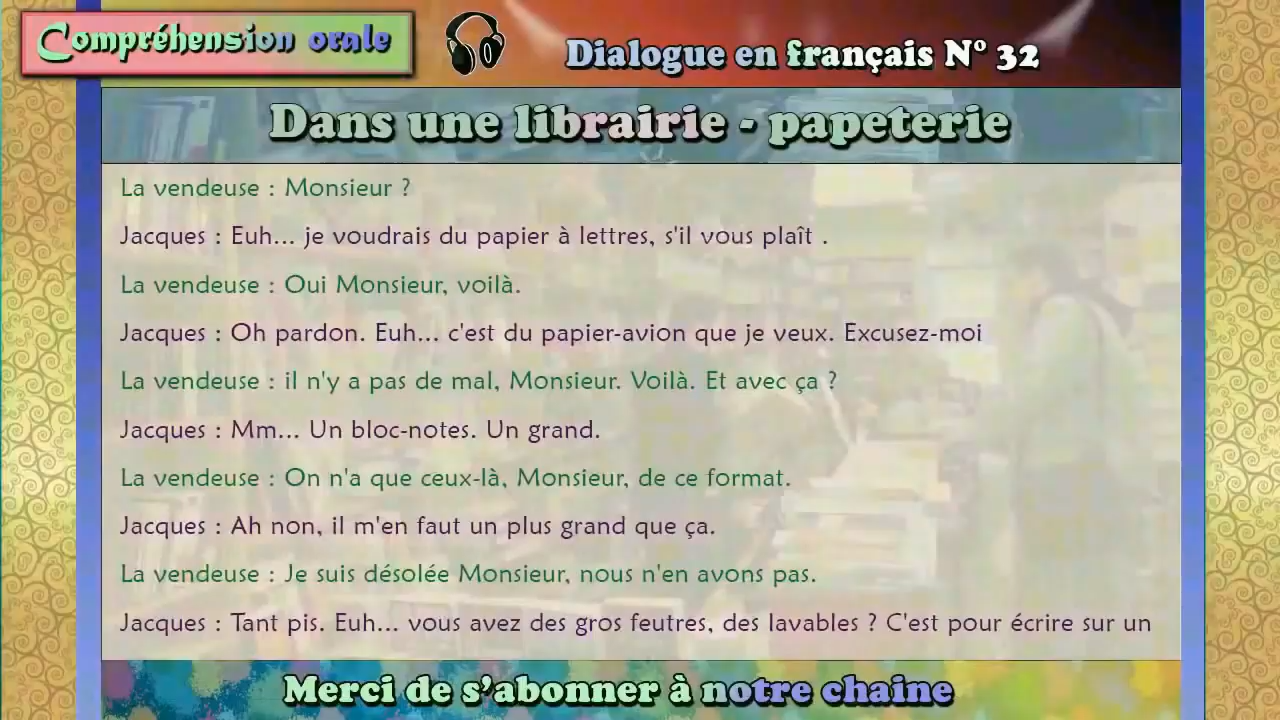 Compréhension orale
Dialogue en français N° 32
Dans une librairie - papeterie
La vendeuse : Monsieur ?
Jacques : Euh... je voudrais du papier à lettres, s'il vous plaît .
La vendeuse : Oui Monsieur, voilà.
Jacques : Oh pardon. Euh... c'est du papier-avion que je veux. Excusez-moi
La vendeuse : il n'y a pas de mal, Monsieur. Voilà. Et avec ça ?
Jacques : Mm... Un bloc-notes. Un grand.
La vendeuse : On n'a que ceux-là, Monsieur, de ce format.
Jacques : Ah non, il m'en faut un plus grand que ça.
La vendeuse : Je suis désolée Monsieur, nous n'en avons pas.
Jacques : Tant pis. Euh... vous avez des gros feutres, des lavables ? C'est pour écrire sur un
Merci de s'abonner à notre chaine